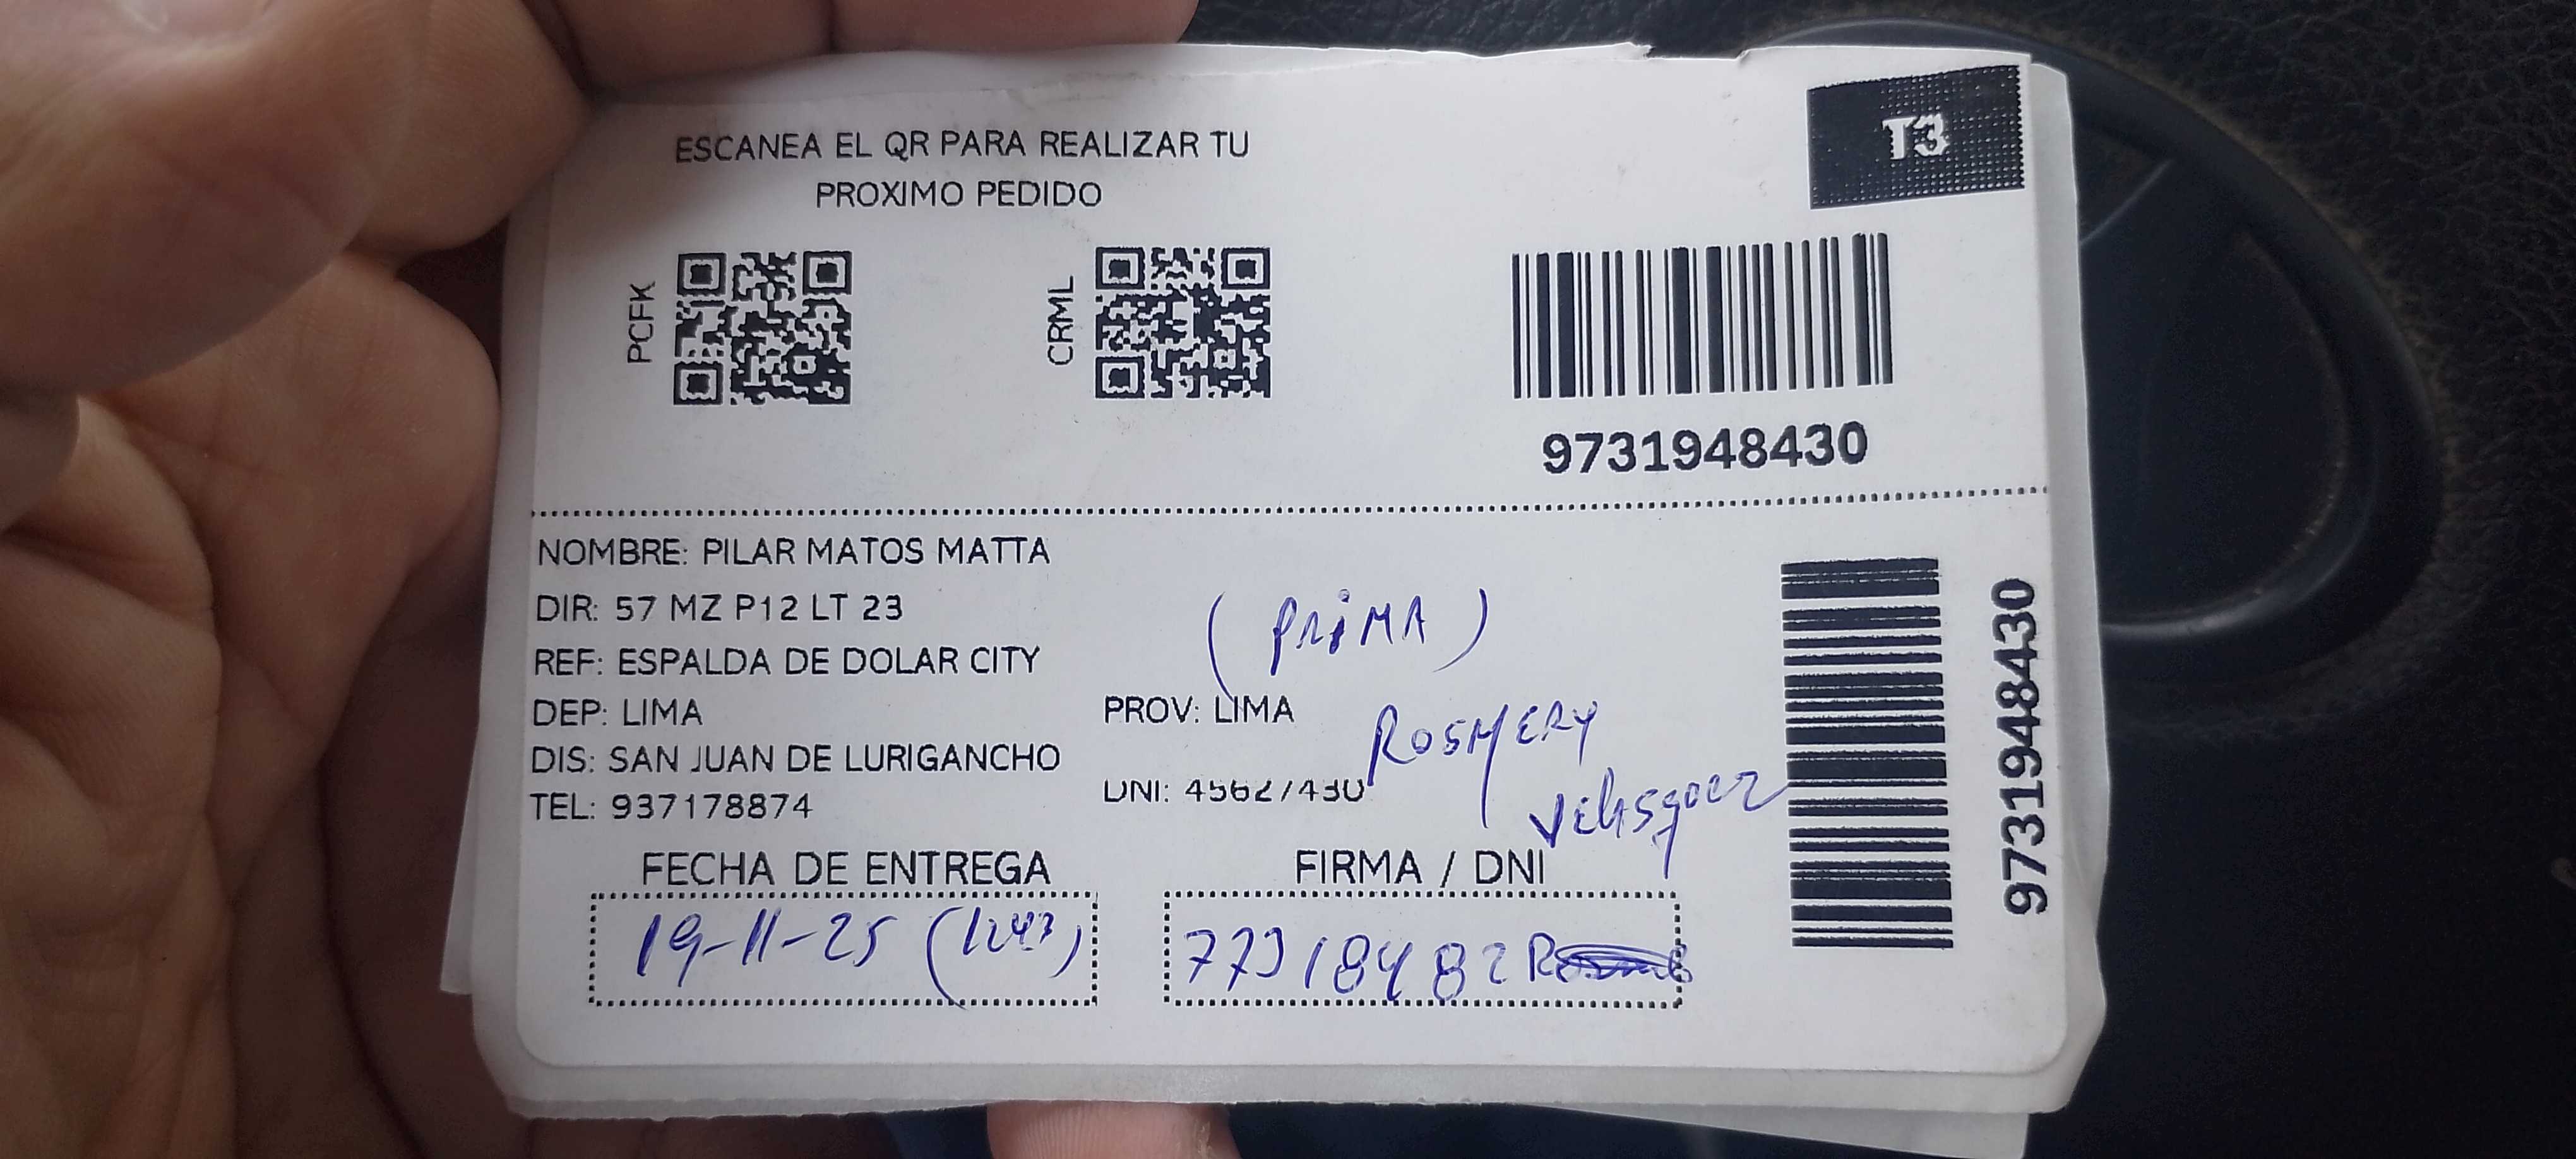 T3
ESCANEA EL QR PARA REALIZAR TU
PROXIMO PEDIDO
PCFK
CRML
9731948430
NOMBRE: PILAR MATOS MATTA
DIR: 57 MZ P12 LT 23
(PRIMA)
REF: ESPALDA DE DOLAR CITY
DEP: LIMA
PROV: LIMA
ROSMERY
DIS: SAN JUAN DE LURIGANCHO
DNI: 45627430
Velasquez
TEL: 937178874
9731948430
FECHA DE ENTREGA
FIRMA / DNI
19-11-25